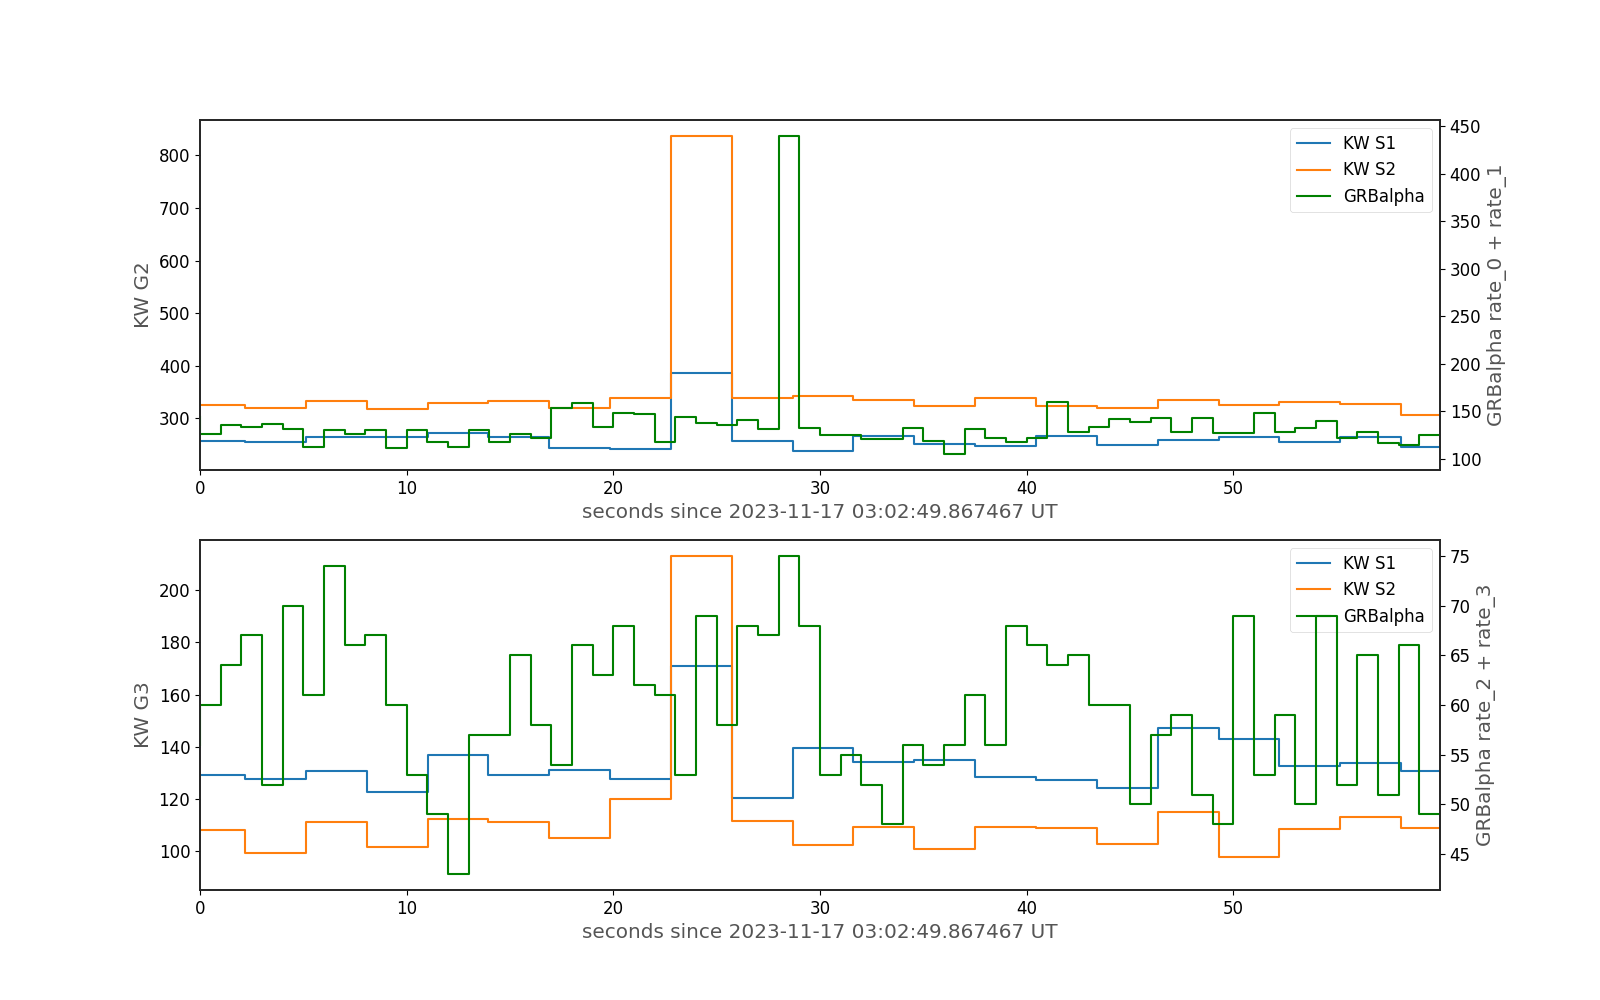 KW S1
KW S2
GRBalpha
800
700
600
500
400
300
KW G2
450
400
350
300
250
200
150
100
GRBalpha rate_0 + rate_1
0 10 20 30 40 50
seconds since 2023-11-17 03:02:49.867467 UT
KW S1
KW S2
GRBalpha
200
180
160
140
120
100
KW G3
75
70
65
60
55
50
45
GRBalpha rate_2 + rate_3
0 10 20 30 40 50
seconds since 2023-11-17 03:02:49.867467 UT